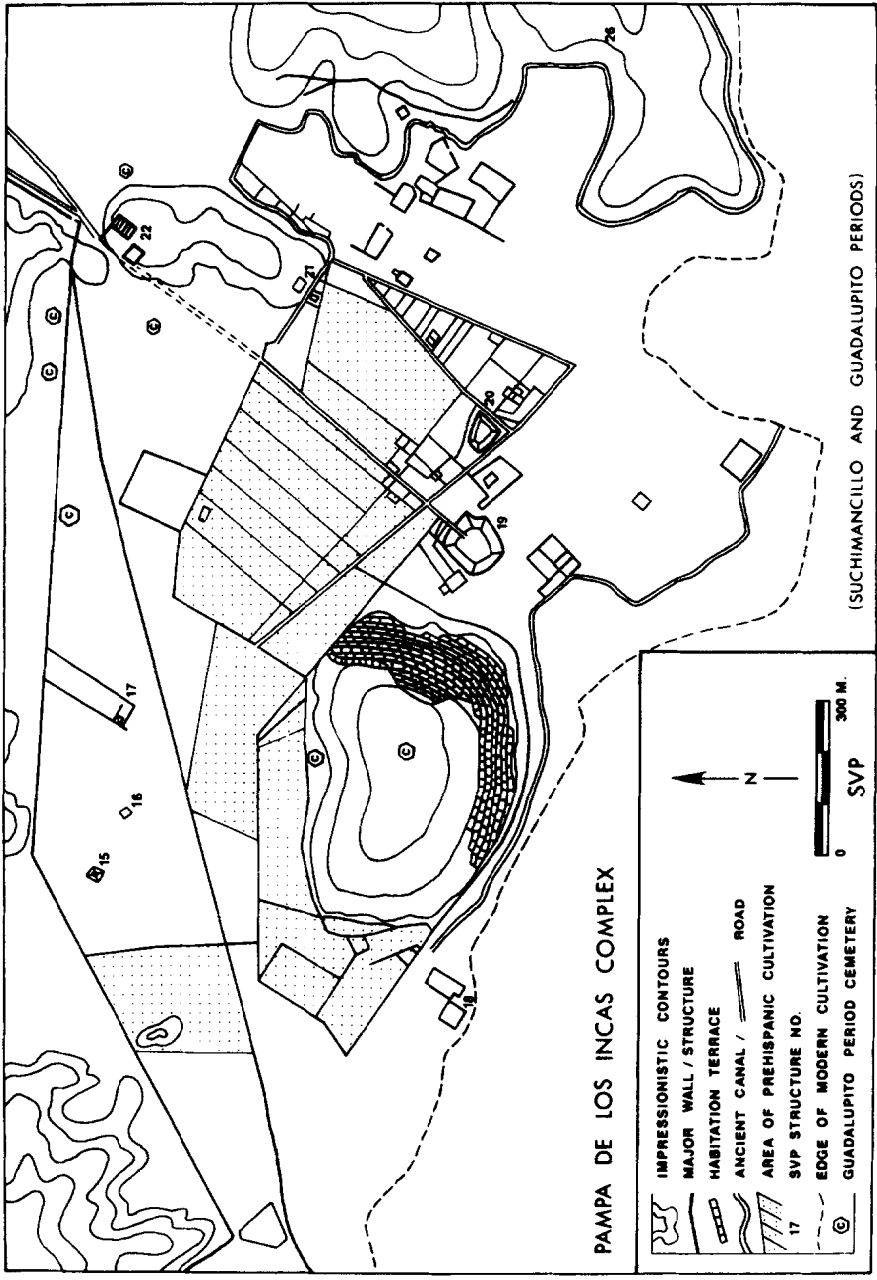 26
C
22
C
C
C
21
C
20
17
19
16
15
C
C
18
(SUCHIMANCILLO AND GUADALUPITO PERIODS)
PAMPA DE LOS INCAS COMPLEX
IMPRESSIONISTIC CONTOURS
MAJOR WALL / STRUCTURE
HABITATION TERRACE
ANCIENT CANAL / ROAD
AREA OF PREHISPANIC CULTIVATION
17 SVP STRUCTURE NO.
EDGE OF MODERN CULTIVATION
C GUADALUPITO PERIOD CEMETERY
N
0 300 M.
SVP